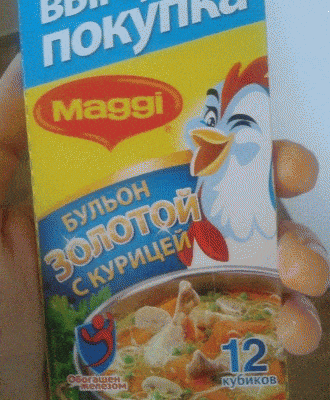 ПОКУПКА
Maggi
БУЛЬОН
ЗОЛОТОЙ
С КУРИЦЕЙ
12
кубиков
Обогащен
железом